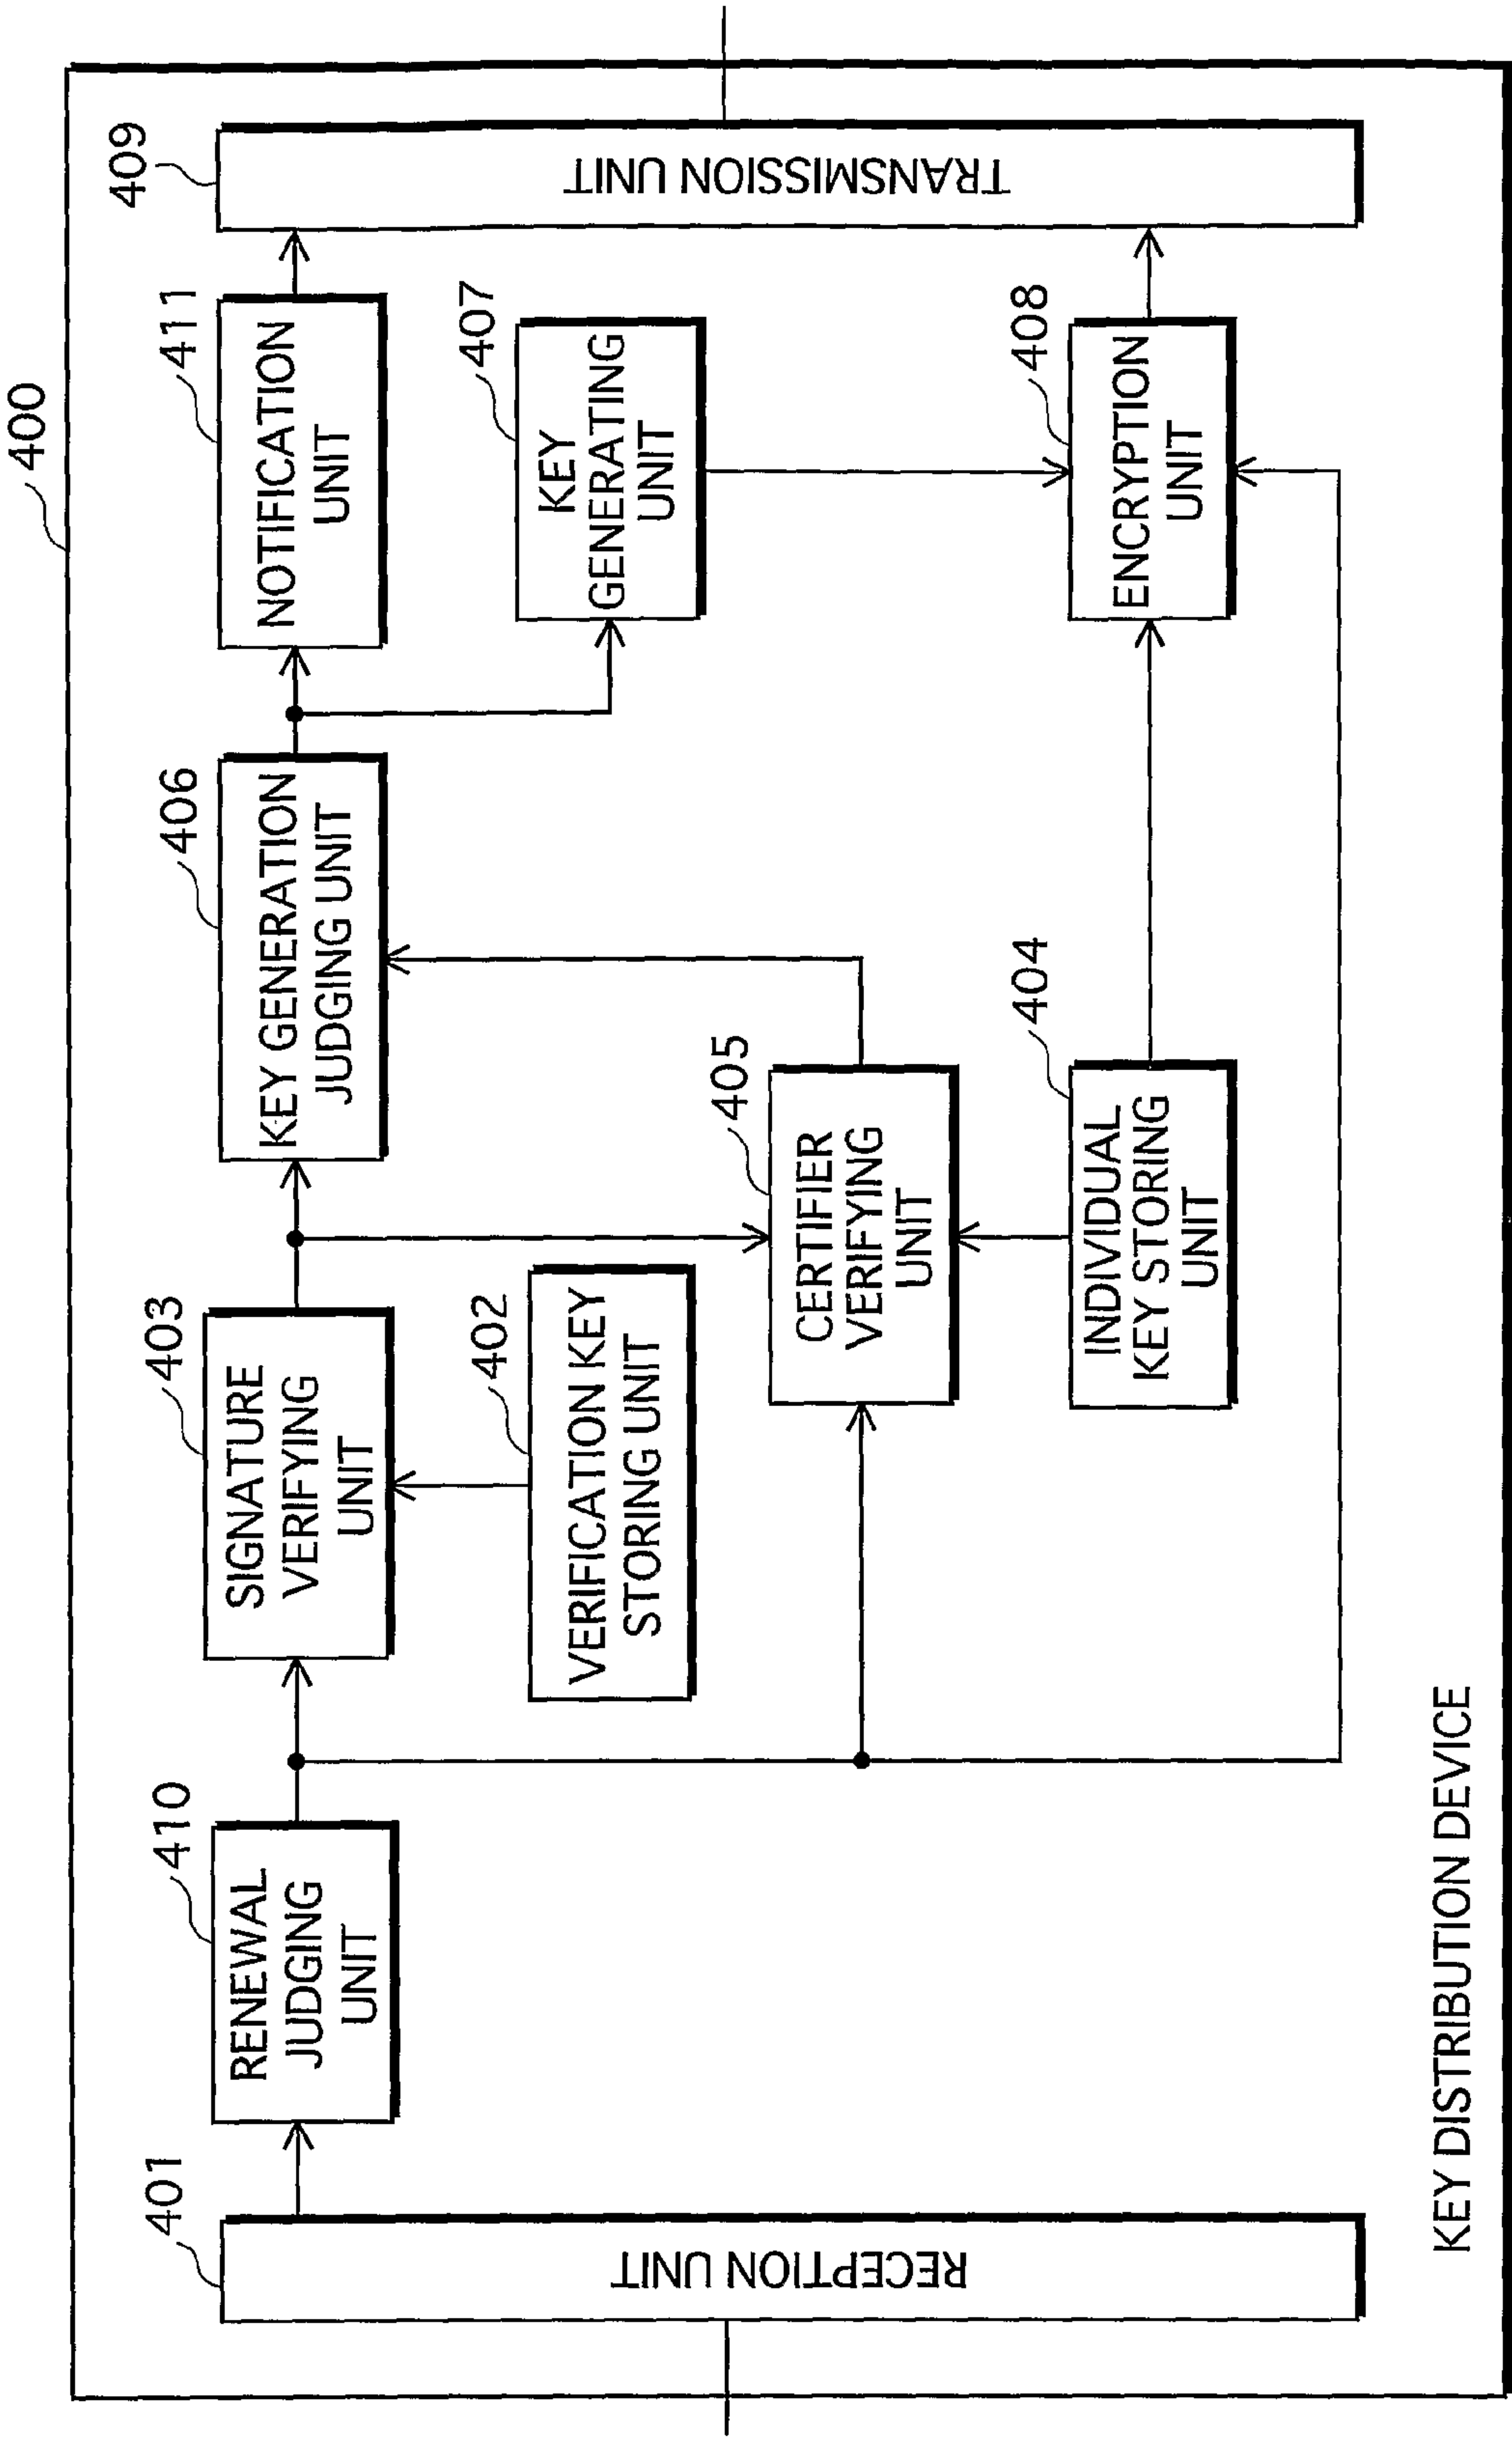 400
401
RECEPTION UNIT
410
RENEWAL
JUDGING
UNIT
403
SIGNATURE
VERIFYING
UNIT
402
VERIFICATION KEY
STORING UNIT
406
KEY GENERATION
JUDGING UNIT
405
CERTIFIER
VERIFYING
UNIT
404
INDIVIDUAL
KEY STORING
UNIT
411
NOTIFICATION
UNIT
407
KEY
GENERATING
UNIT
408
ENCRYPTION
UNIT
409
TRANSMISSION UNIT
KEY DISTRIBUTION DEVICE